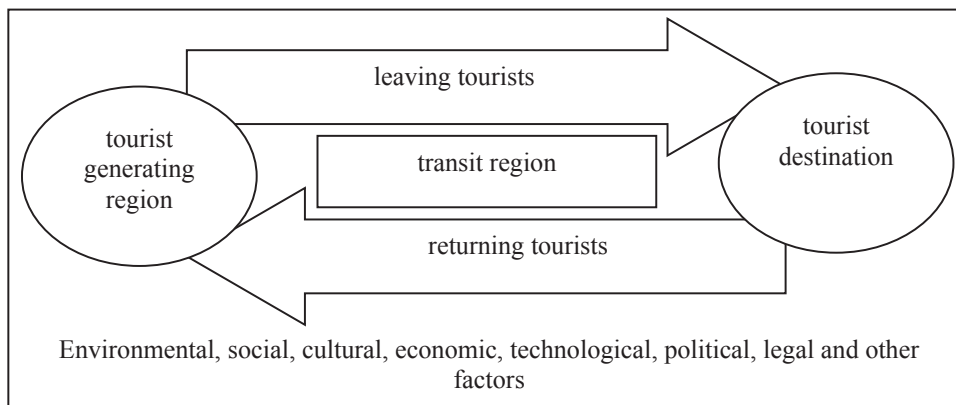 leaving tourists
tourist
generating
region
transit region
tourist
destination
returning tourists
Environmental, social, cultural, economic, technological, political, legal and other
factors